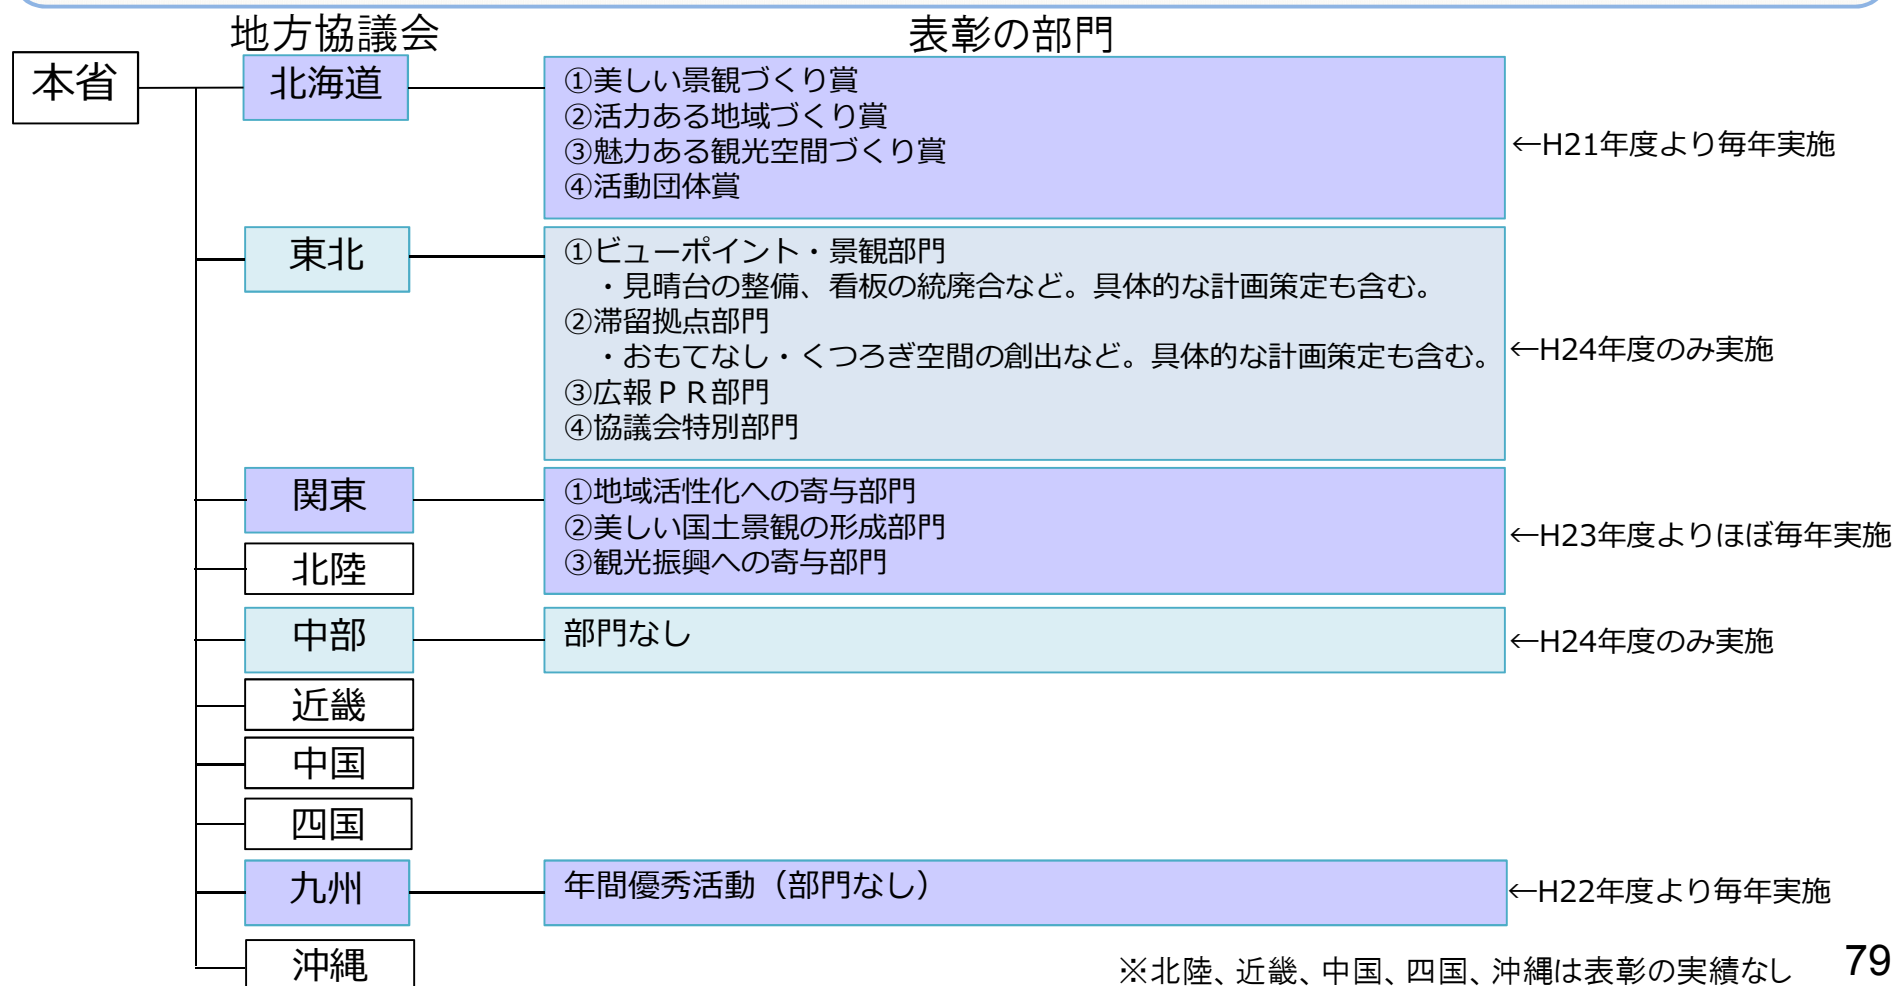 地方協議会
表彰の部門
本省
北海道
①美しい景観づくり賞
②活力ある地域づくり賞
③魅力ある観光空間づくり賞
④活動団体賞
←H21年度より毎年実施
東北
①ビューポイント・景観部門
・見晴台の整備、看板の統廃合など。具体的な計画策定も含む。
②滞留拠点部門
・おもてなし・くつろぎ空間の創出など。具体的な計画策定も含む。
③広報ＰＲ部門
④協議会特別部門
←H24年度のみ実施
関東
①地域活性化への寄与部門
②美しい国土景観の形成部門
③観光振興への寄与部門
←H23年度よりほぼ毎年実施
北陸
中部
部門なし
←H24年度のみ実施
近畿
中国
四国
九州
年間優秀活動（部門なし）
←H22年度より毎年実施
沖縄
※北陸、近畿、中国、四国、沖縄は表彰の実績なし
79